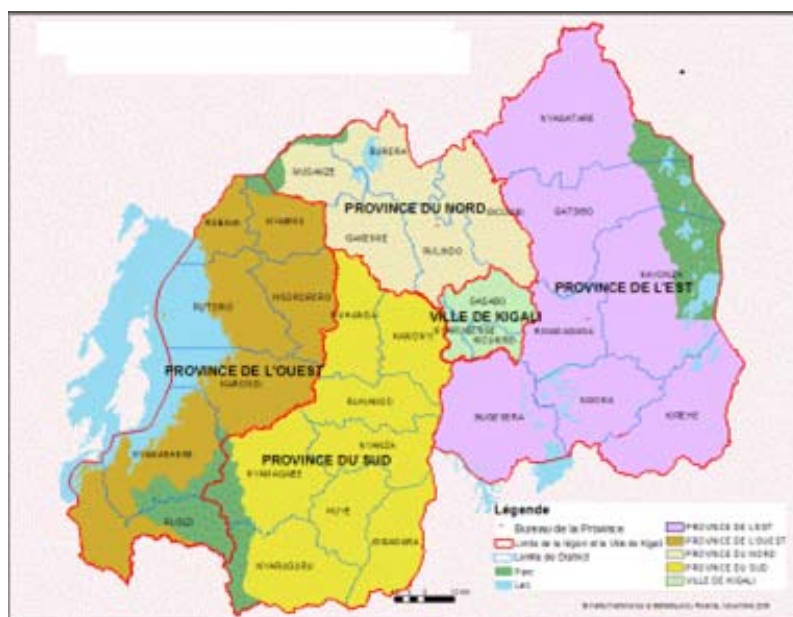 NYAGATARE
BURERA
MUSANZE
PROVINCE DU NORD
GICUMBI
GATSIBO
RUBAVU
NYABIHU
GAKENKE
RULINDO
KAYONZA
PROVINCE DE L'EST
NGORORERO
RUTSIRO
GASABO
MUHANGA
VILLE DE KIGALI
KAMONYI
NYARUGENGE
KICUKIRO
RWAMAGANA
PROVINCE DE L'OUEST
KARONGI
RUHANGO
NGOMA
KIREHE
BUGESERA
NYANZA
NYAMASHEKE
PROVINCE DU SUD
NYAMAGABE
HUYE
RUSIZI
GISAGARA
NYARUGURU
Légende
Bureau de la Province
Limite de la région et la Ville de Kigali
Limite de District
Parc
Lac
PROVINCE DE L'EST
PROVINCE DE L'OUEST
PROVINCE DU NORD
PROVINCE DU SUD
VILLE DE KIGALI